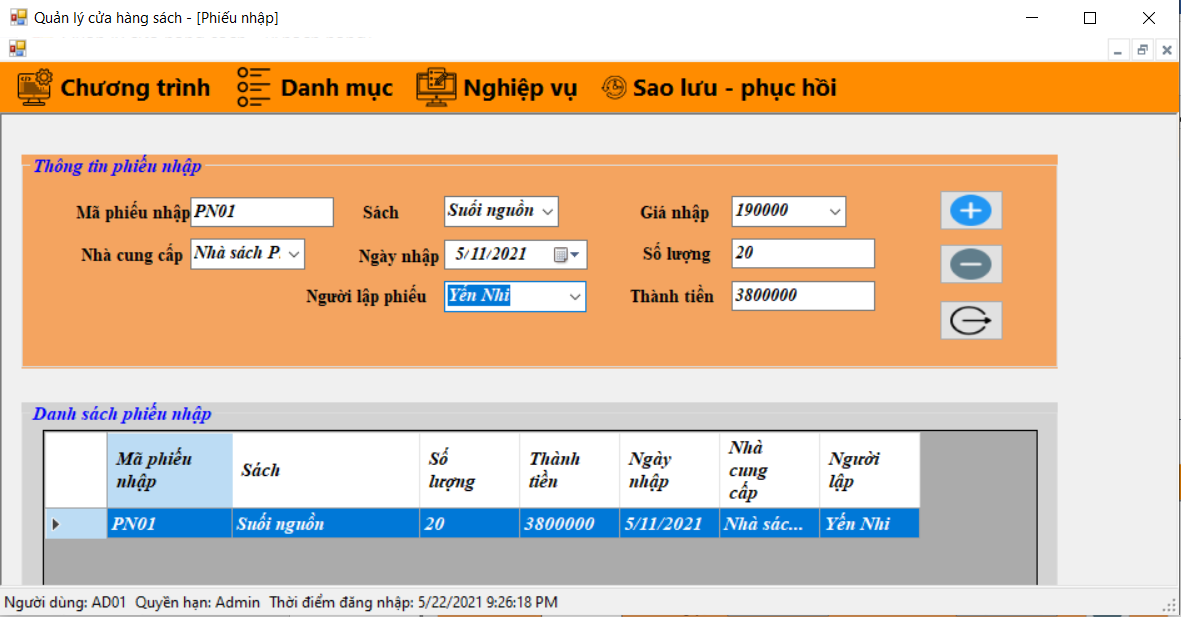 Quản lý cửa hàng sách - [Phiếu nhập]
Chương trình Danh mục Nghiệp vụ Sao lưu - phục hồi
Thông tin phiếu nhập
Mã phiếu nhập PN01 Sách Suối nguồn Giá nhập 190000
Nhà cung cấp Nhà sách P. Ngày nhập 5/11/2021 Số lượng 20
Người lập phiếu Yến Nhi Thành tiền 3800000
Danh sách phiếu nhập
Mã phiếu nhập Sách Số lượng Thành tiền Ngày nhập Nhà cung cấp Người lập
PN01 Suối nguồn 20 3800000 5/11/2021 Nhà sác... Yến Nhi
Người dùng: AD01 Quyền hạn: Admin Thời điểm đăng nhập: 5/22/2021 9:26:18 PM